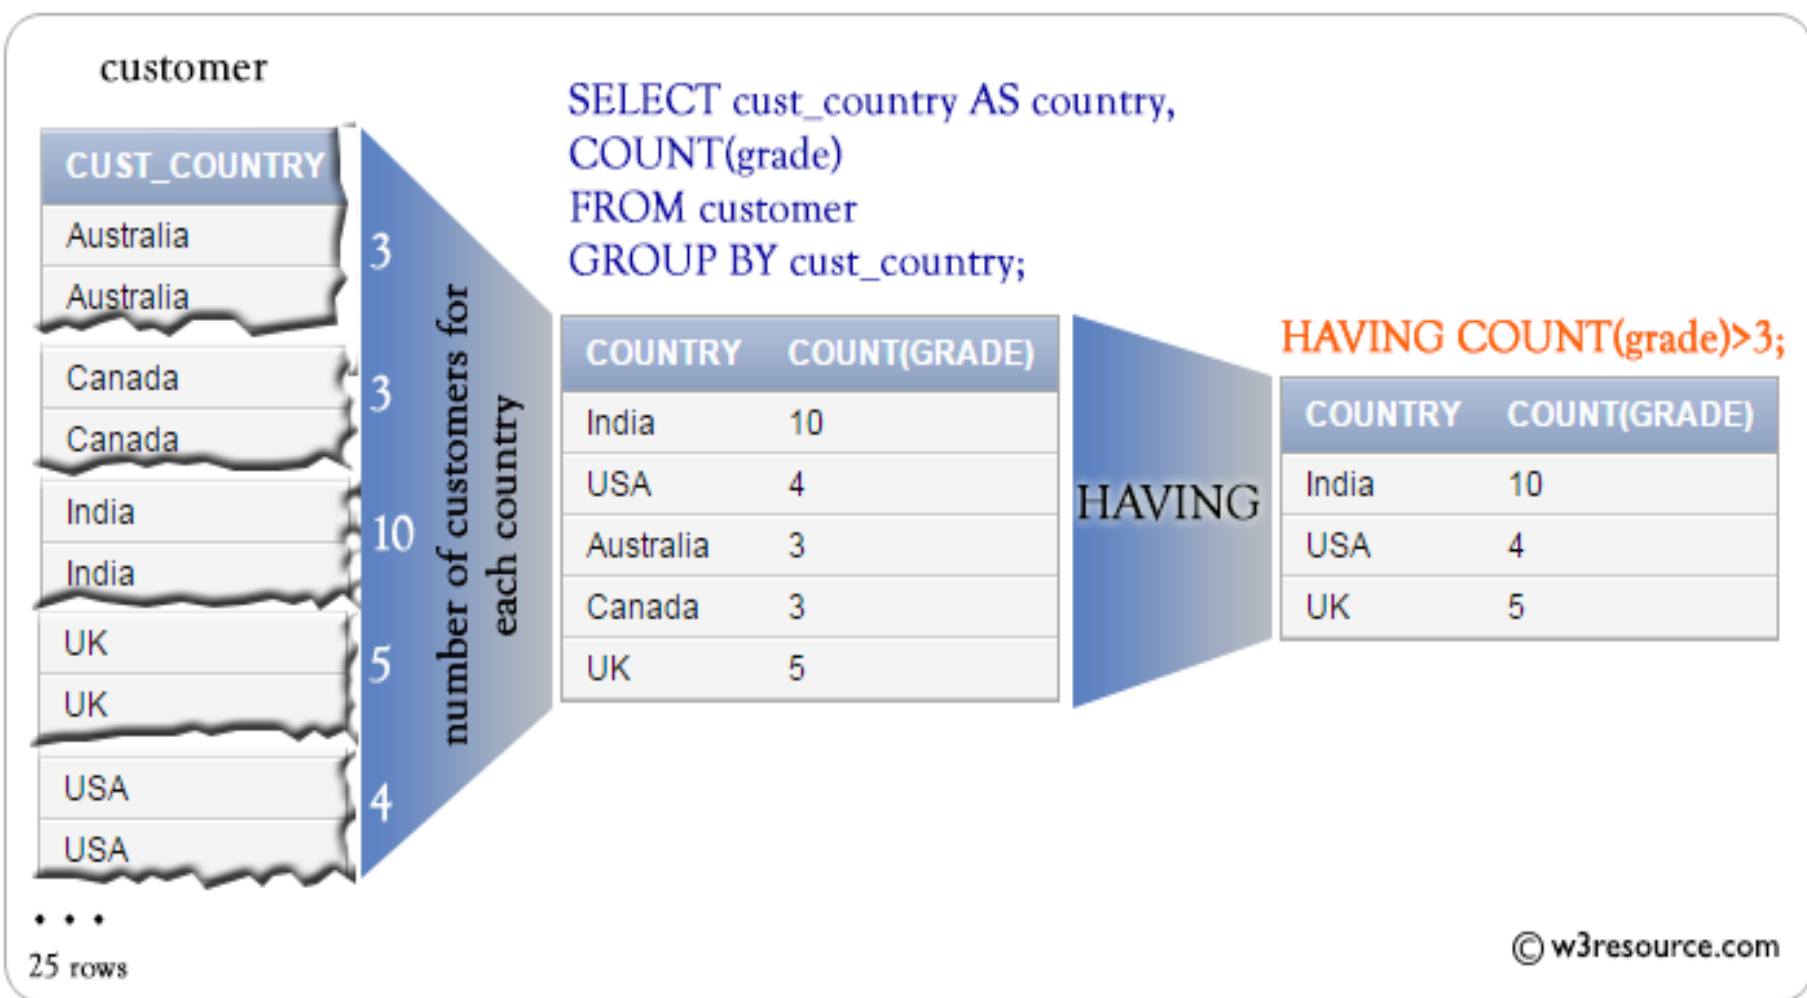 customer
CUST_COUNTRY
Australia
Australia
Canada
Canada
India
India
UK
UK
USA
USA
. . .
25 rows
3
3
10
5
4
number of customers for
each country
SELECT cust_country AS country,
COUNT(grade)
FROM customer
GROUP BY cust_country;
COUNTRY COUNT(GRADE)
India 10
USA 4
Australia 3
Canada 3
UK 5
HAVING
HAVING COUNT(grade)>3;
COUNTRY COUNT(GRADE)
India 10
USA 4
UK 5
© w3resource.com